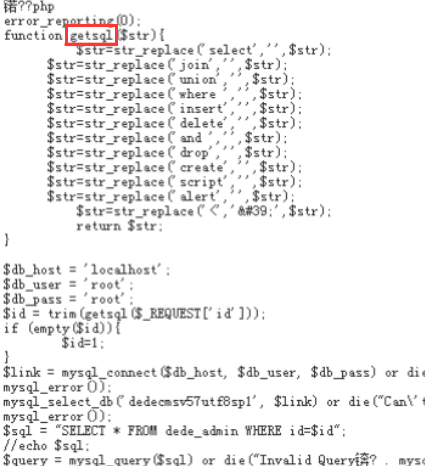 锘??php
error_reporting(0);
function getsql($str){
$str=str_replace('select','',$str);
$str=str_replace('join','',$str);
$str=str_replace('union','',$str);
$str=str_replace('where ','',$str);
$str=str_replace('insert','',$str);
$str=str_replace('delete','',$str);
$str=str_replace('and ','',$str);
$str=str_replace('drop','',$str);
$str=str_replace('create','',$str);
$str=str_replace('script','',$str);
$str=str_replace('alert','',$str);
$str=str_replace('<','&#39;',$str);
return $str;
}
$db_host = 'localhost';
$db_user = 'root';
$db_pass = 'root';
$id = trim(getsql($_REQUEST['id']));
if (empty($id)){
$id=1;
}
$link = mysql_connect($db_host, $db_user, $db_pass) or die
mysql_error());
mysql_select_db('dedecmsv57utf8sp1', $link) or die("Can\'t
mysql_error());
$sql = "SELECT * FROM dede_admin WHERE id=$id";
//echo $sql;
$query = mysql_query($sql) or die("Invalid Query锛? . mysq